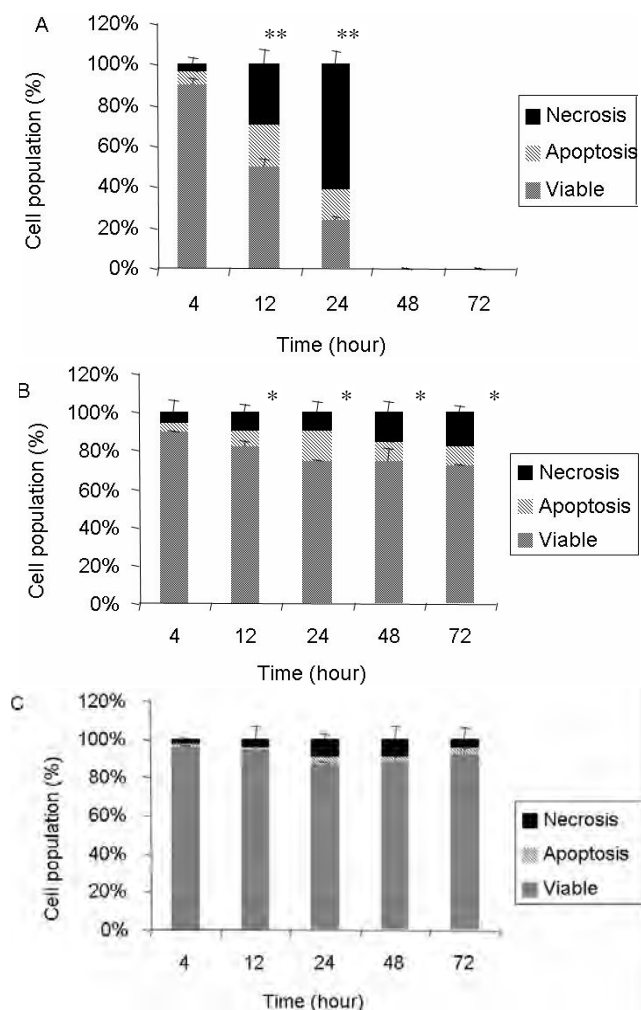 A
120%
100%
80%
60%
40%
20%
0%
Cell population (%)
** **
4 12 24 48 72
Time (hour)
Necrosis
Apoptosis
Viable
B
120%
100%
80%
60%
40%
20%
0%
Cell population (%)
* * * *
4 12 24 48 72
Time (hour)
Necrosis
Apoptosis
Viable
C
120%
100%
80%
60%
40%
20%
0%
Cell population (%)
4 12 24 48 72
Time (hour)
Necrosis
Apoptosis
Viable